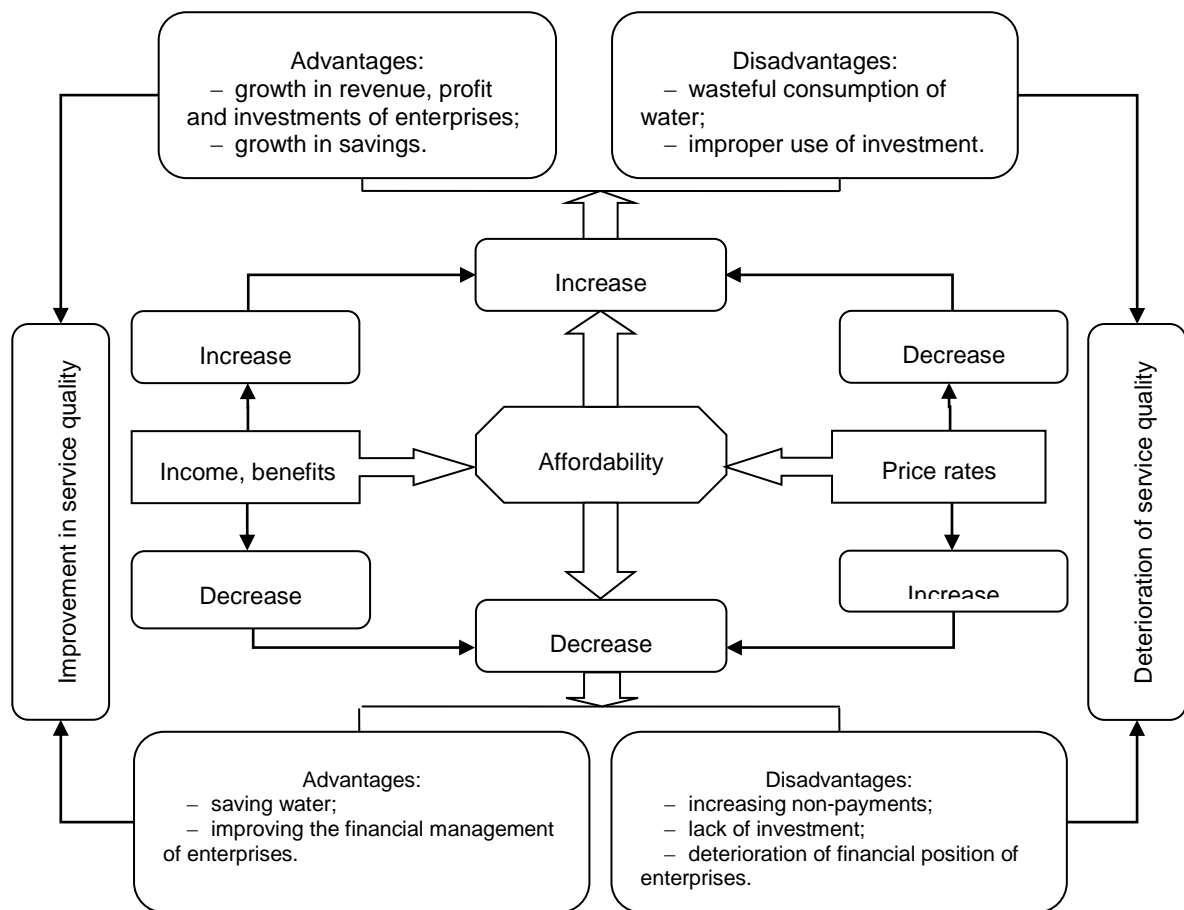 Advantages:
– growth in revenue, profit
and investments of enterprises;
– growth in savings.
Disadvantages:
– wasteful consumption of
water;
– improper use of investment.
Increase
Increase
Decrease
Improvement in service quality
Income, benefits
Affordability
Price rates
Deterioration of service quality
Decrease
Increase
Decrease
Advantages:
– saving water;
– improving the financial management
of enterprises.
Disadvantages:
– increasing non-payments;
– lack of investment;
– deterioration of financial position of
enterprises.